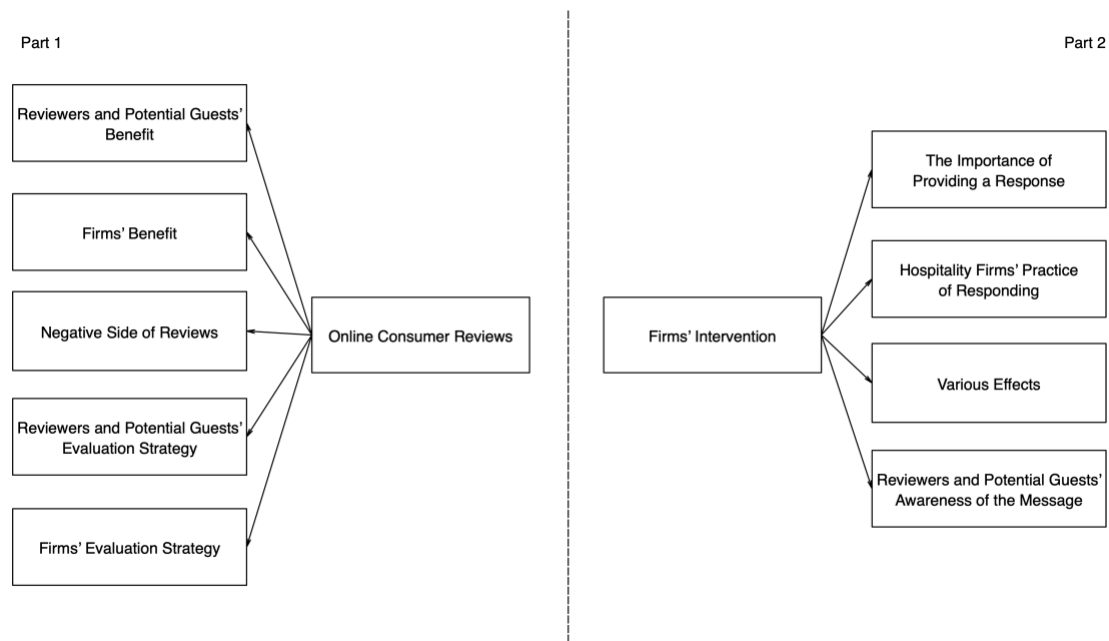 Part 1
Reviewers and Potential Guests’
Benefit
Firms’ Benefit
Negative Side of Reviews
Reviewers and Potential Guests’
Evaluation Strategy
Firms’ Evaluation Strategy
Online Consumer Reviews
Part 2
Firms’ Intervention
The Importance of
Providing a Response
Hospitality Firms’ Practice
of Responding
Various Effects
Reviewers and Potential Guests’
Awareness of the Message